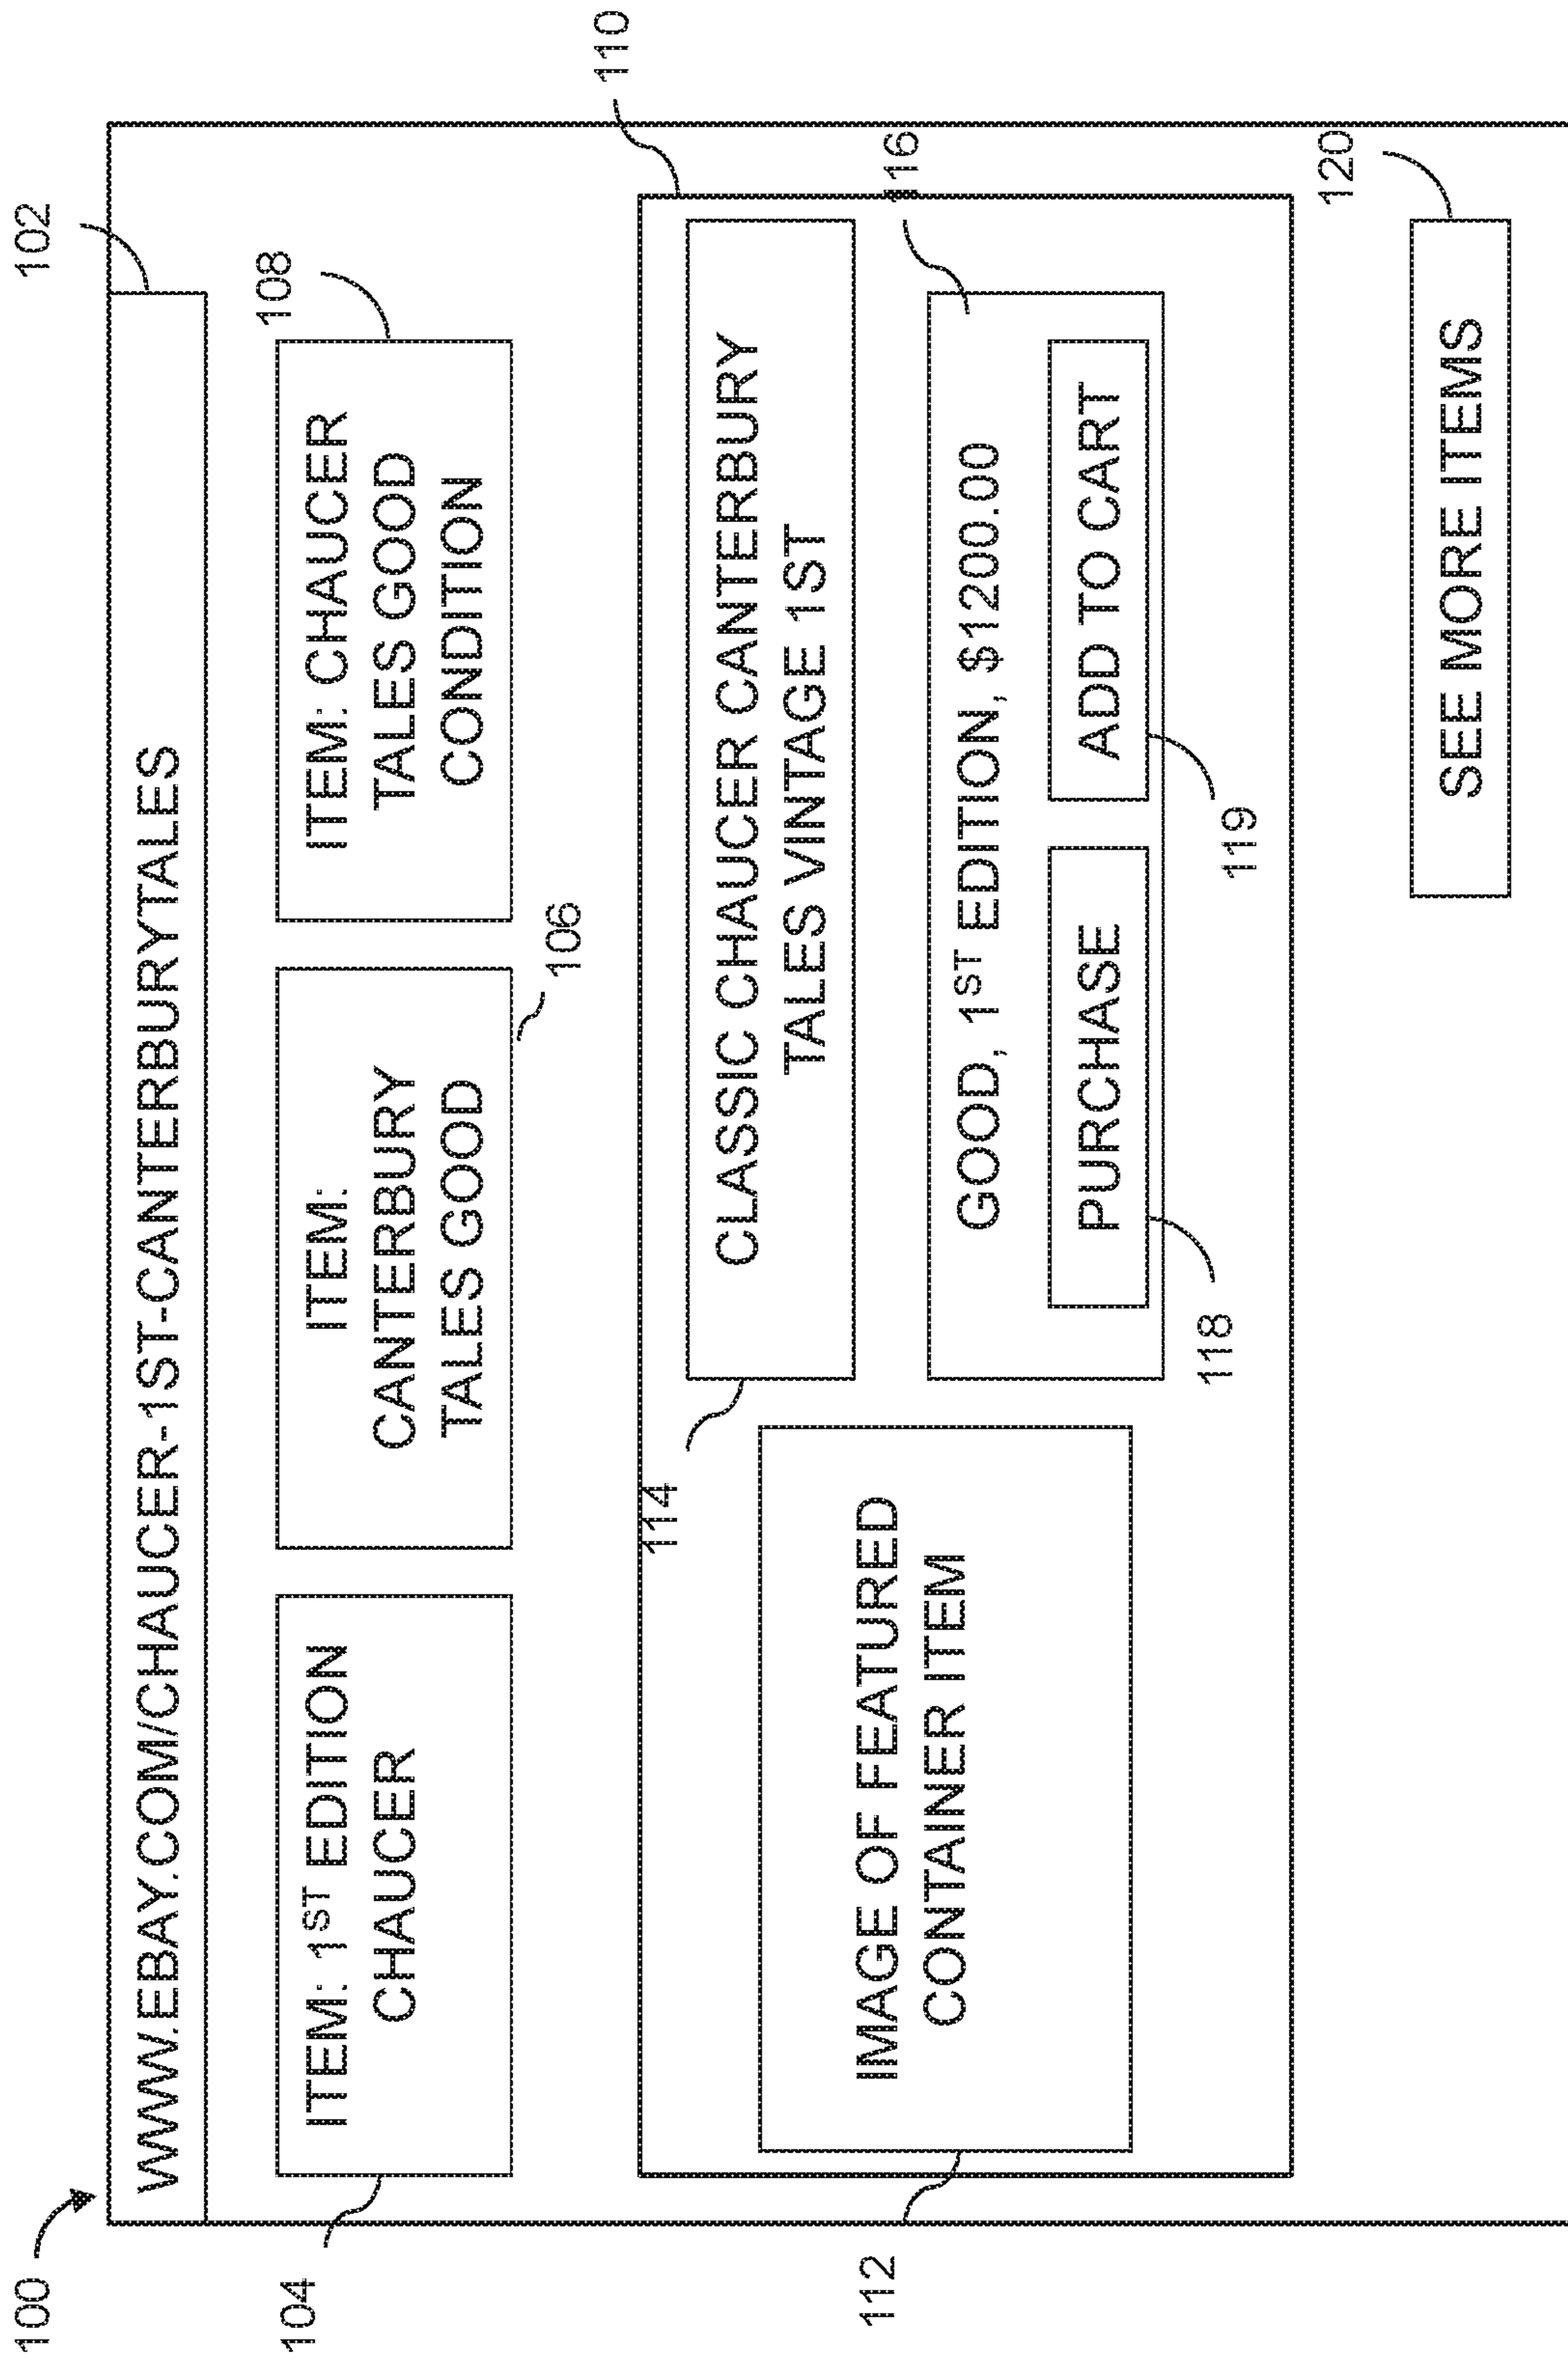 100
102
WWW.EBAY.COM/CHAUCER-1ST-CANTERBURYTALES
104
ITEM: 1ST EDITION
CHAUCER
ITEM:
CANTERBURY
TALES GOOD
106
108
ITEM: CHAUCER
TALES GOOD
CONDITION
110
112
IMAGE OF FEATURED
CONTAINER ITEM
114
CLASSIC CHAUCER CANTERBURY
TALES VINTAGE 1ST
116
GOOD, 1ST EDITION, $1200.00
PURCHASE
ADD TO CART
118
119
120
SEE MORE ITEMS